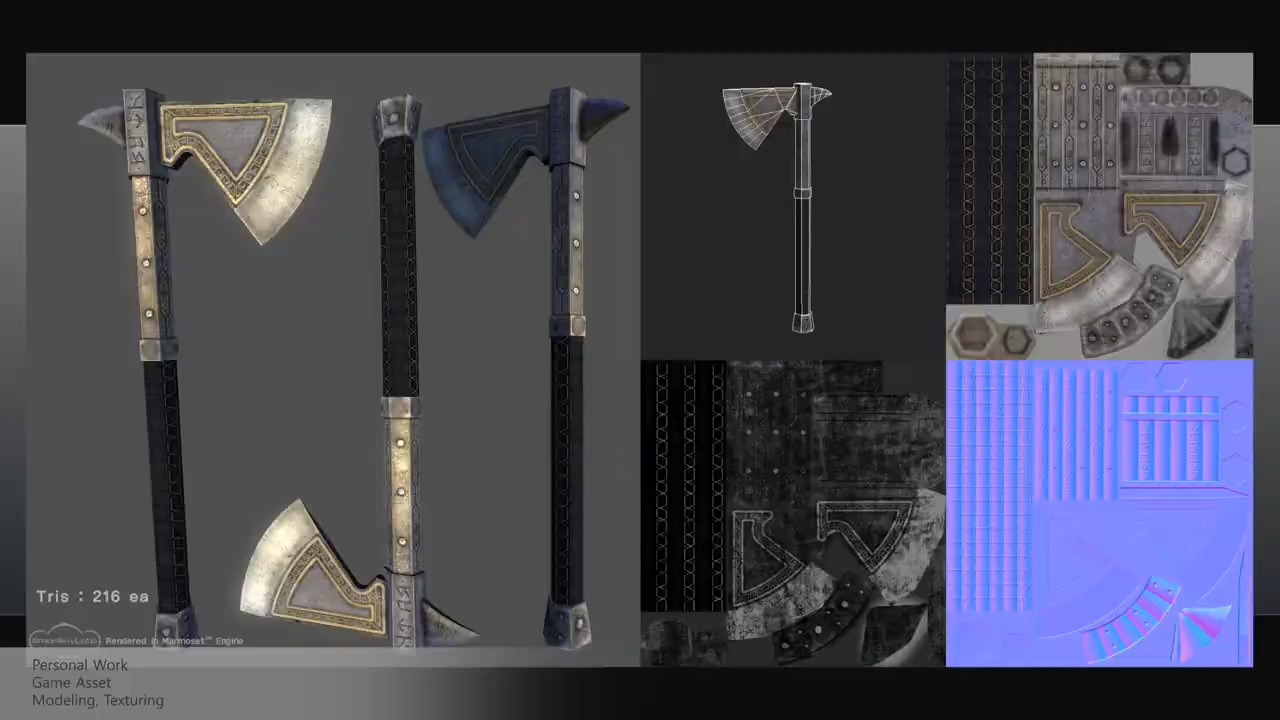 Tris : 216 ea
Rendered in Marmoset™ Engine
Personal Work
Game Asset
Modeling, Texturing